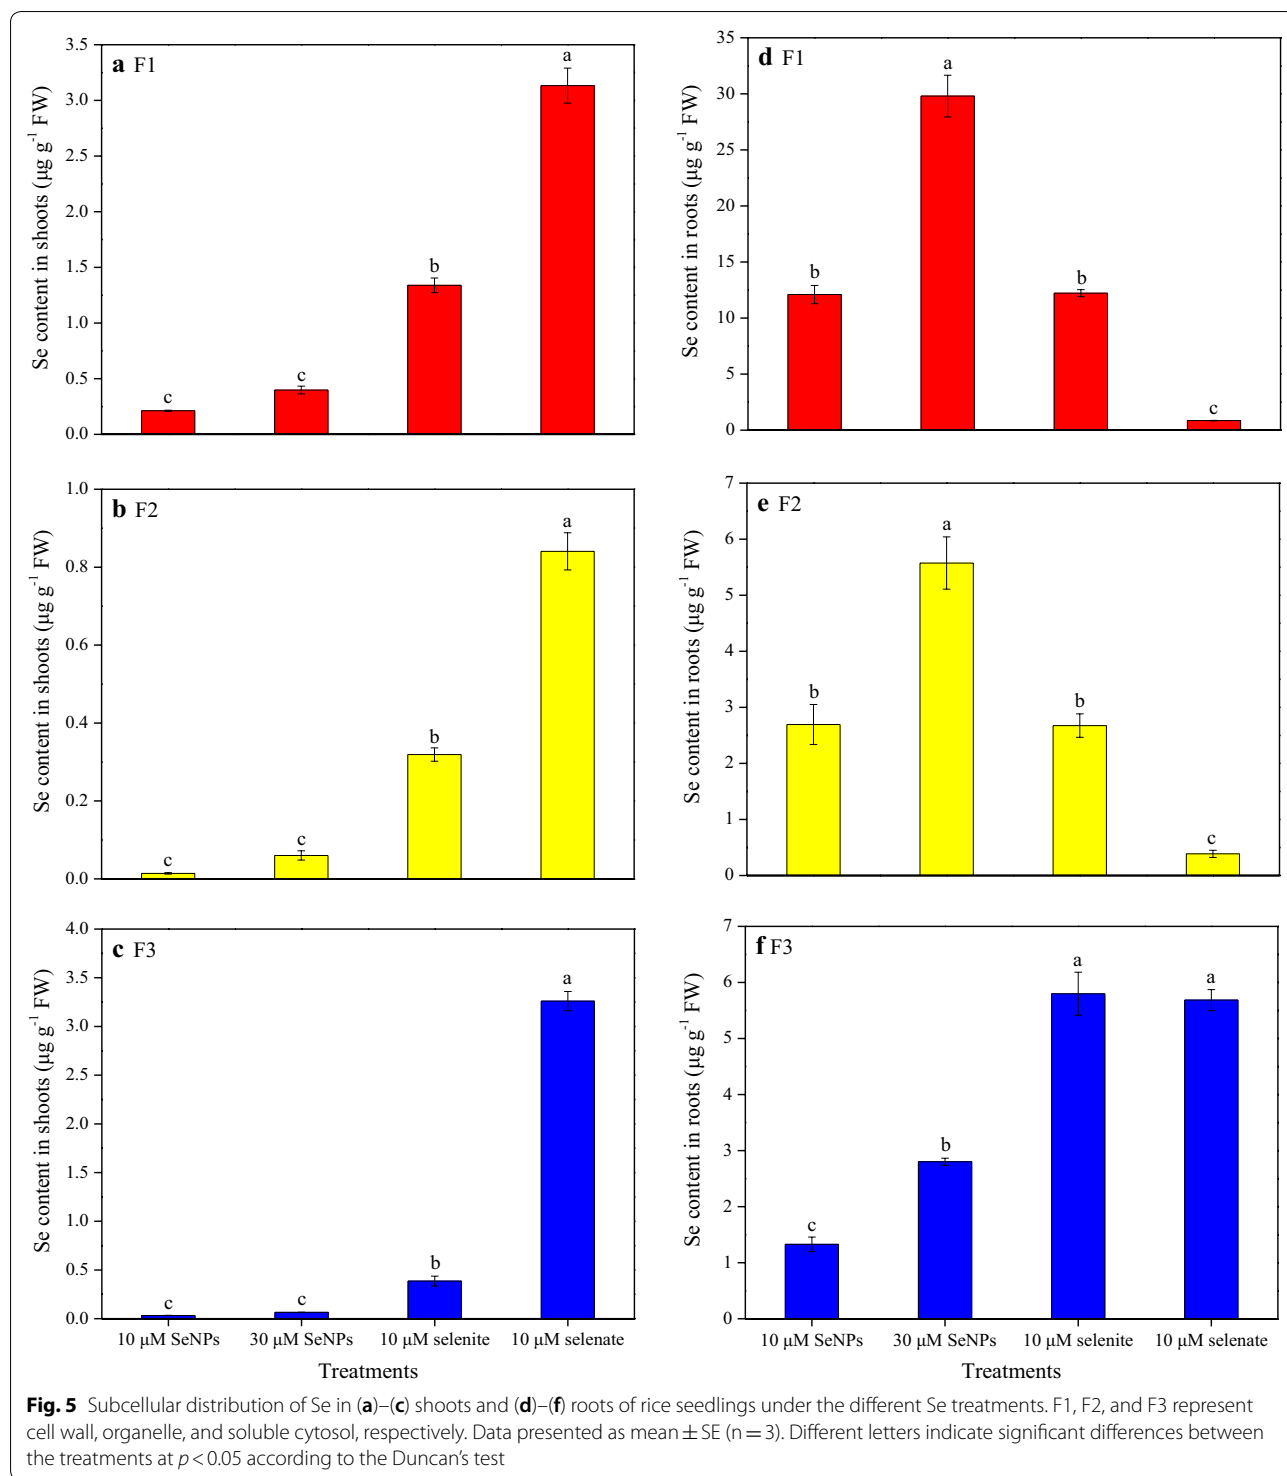 a F1
3.5
3.0
2.5
2.0
1.5
1.0
0.5
0.0
Se content in shoots (µg g-1 FW)
c
c
b
a
d F1
35
30
25
20
15
10
5
0
Se content in roots (µg g-1 FW)
b
a
b
c
b F2
1.0
0.8
0.6
0.4
0.2
0.0
Se content in shoots (µg g-1 FW)
c
c
b
a
e F2
7
6
5
4
3
2
1
0
Se content in roots (µg g-1 FW)
b
a
b
c
c F3
4.0
3.5
3.0
2.5
2.0
1.5
1.0
0.5
0.0
Se content in shoots (µg g-1 FW)
c
c
b
a
10 µM SeNPs 30 µM SeNPs 10 µM selenite 10 µM selenate
Treatments
f F3
7
6
5
4
3
2
1
0
Se content in roots (µg g-1 FW)
c
b
a
a
10 µM SeNPs 30 µM SeNPs 10 µM selenite 10 µM selenate
Treatments
Fig. 5 Subcellular distribution of Se in (a)–(c) shoots and (d)–(f) roots of rice seedlings under the different Se treatments. F1, F2, and F3 represent
cell wall, organelle, and soluble cytosol, respectively. Data presented as mean ± SE (n = 3). Different letters indicate significant differences between
the treatments at p < 0.05 according to the Duncan's test